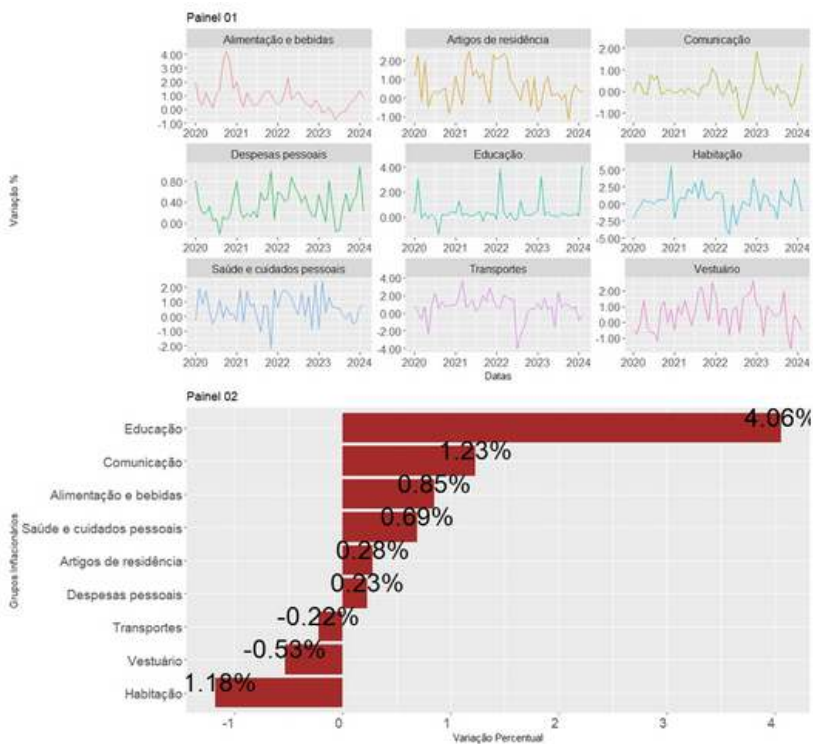 Painel 01
Variação %
Alimentação e bebidas
4.00
3.00
2.00
1.00
0.00
-1.00
2020 2021 2022 2023 2024
Artigos de residência
2.00
1.00
0.00
-1.00
2020 2021 2022 2023 2024
Comunicação
2.00
1.00
0.00
-1.00
2020 2021 2022 2023 2024
Despesas pessoais
0.80
0.40
0.00
2020 2021 2022 2023 2024
Educação
4.00
2.00
0.00
2020 2021 2022 2023 2024
Habitação
5.00
2.50
0.00
-2.50
-5.00
2020 2021 2022 2023 2024
Saúde e cuidados pessoais
2.00
1.00
0.00
-1.00
-2.00
2020 2021 2022 2023 2024
Transportes
4.00
2.00
0.00
-2.00
-4.00
2020 2021 2022 2023 2024
Vestuário
2.00
1.00
0.00
-1.00
2020 2021 2022 2023 2024
Datas
Painel 02
Grupos Inflacionários
Educação 4.06%
Comunicação 1.23%
Alimentação e bebidas 0.85%
Saúde e cuidados pessoais 0.69%
Artigos de residência 0.28%
Despesas pessoais 0.23%
Transportes -0.22%
Vestuário -0.53%
Habitação 1.18%
-1 0 1 2 3 4
Variação Percentual